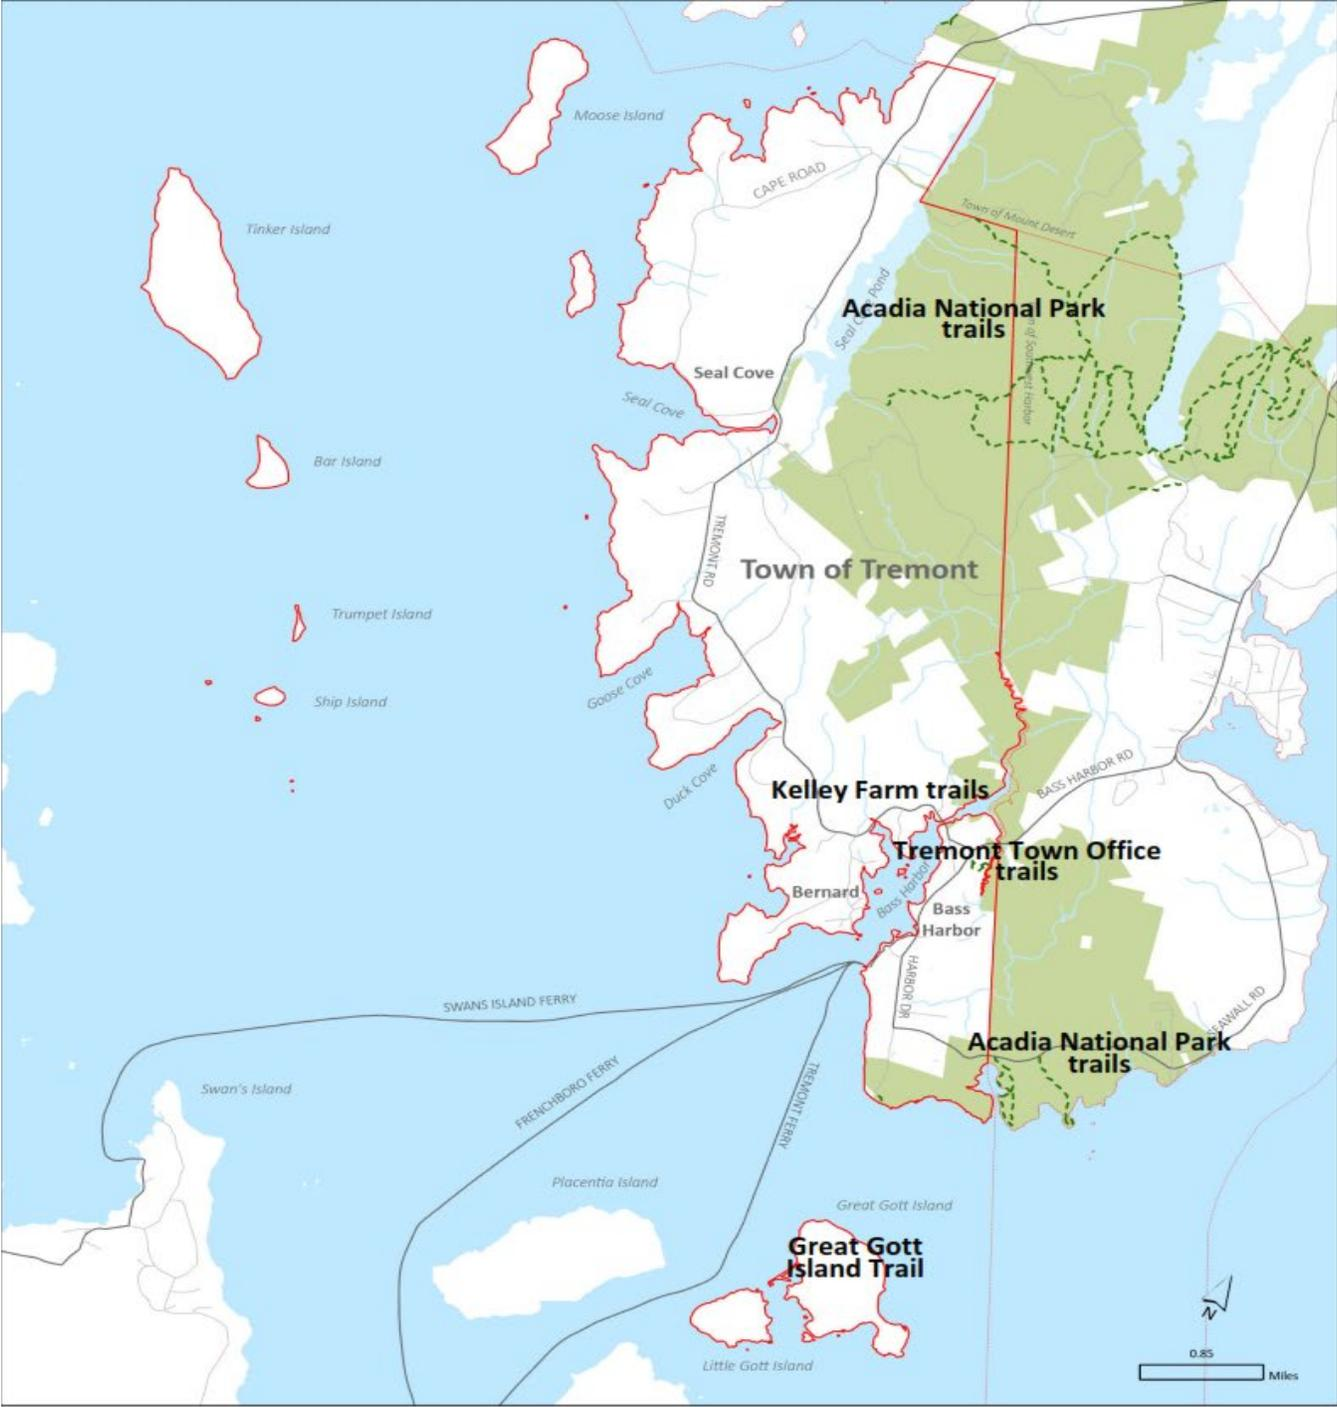 Moose Island
CAPE ROAD
Tinker Island
Town of Mount Desert
Acadia National Park
trails
Seal Cove Pond
Seal Cove
Seal Cove
Bar Island
TREMONT RD
Town of Tremont
Trumpet Island
Goose Cove
Ship Island
Duck Cove
BASS HARBOR RD
Kelley Farm trails
Tremont Town Office
trails
Bass Harbor
Bernard
Bass
Harbor
HARBOR DR
SWANS ISLAND FERRY
SEAWALL RD
Acadia National Park
trails
Swan's Island
FRENCHBORO FERRY
TREMONT FERRY
Placentia Island
Great Gott Island
Great Gott
Island Trail
Little Gott Island
N
0.85
Miles